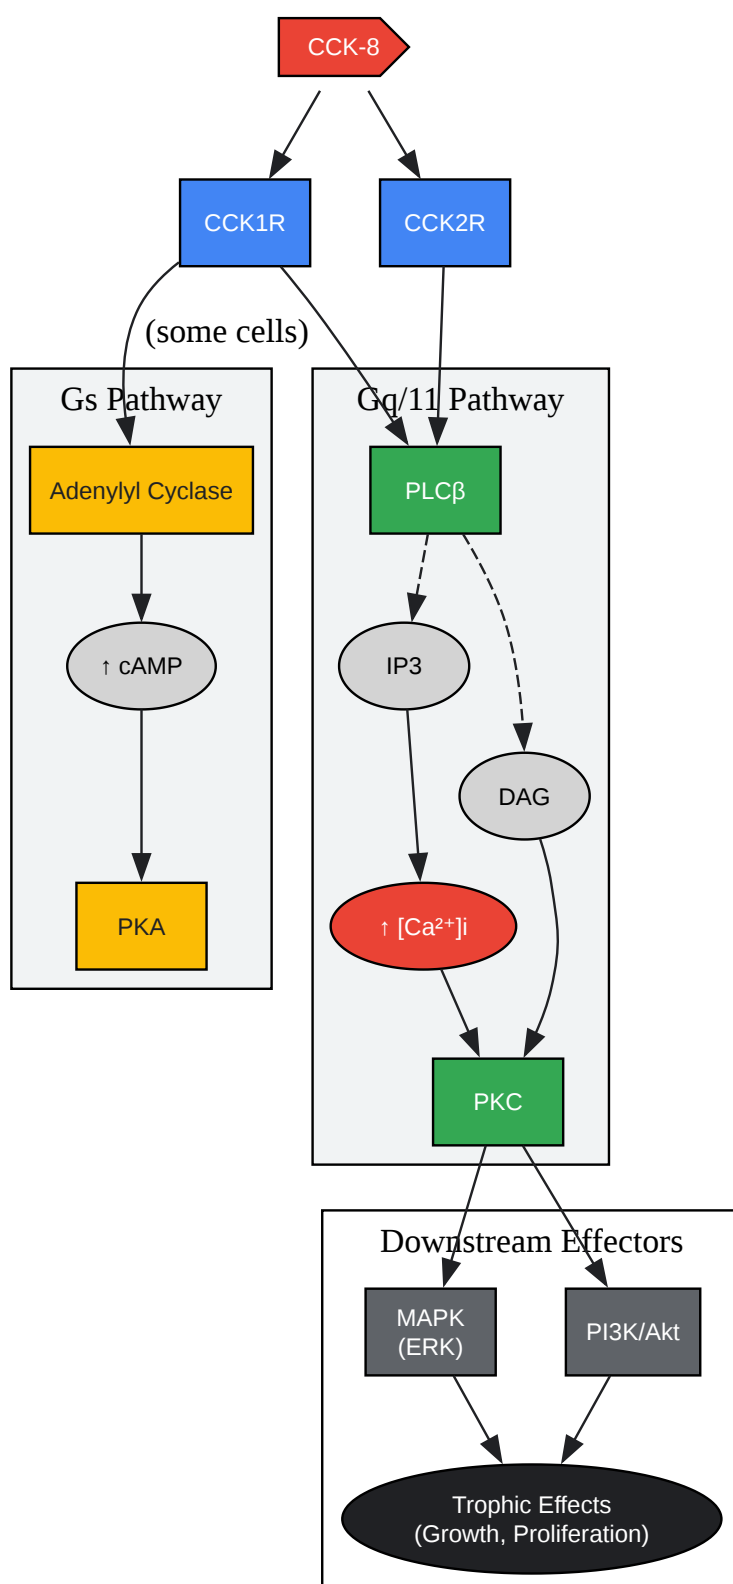 CCK-8
CCK1R
CCK2R
(some cells)
Gs Pathway
Gq/11 Pathway
Adenylyl Cyclase
PLCβ
↑ cAMP
IP3
DAG
PKA
↑ [Ca²⁺]i
PKC
Downstream Effectors
MAPK
(ERK)
PI3K/Akt
Trophic Effects
(Growth, Proliferation)